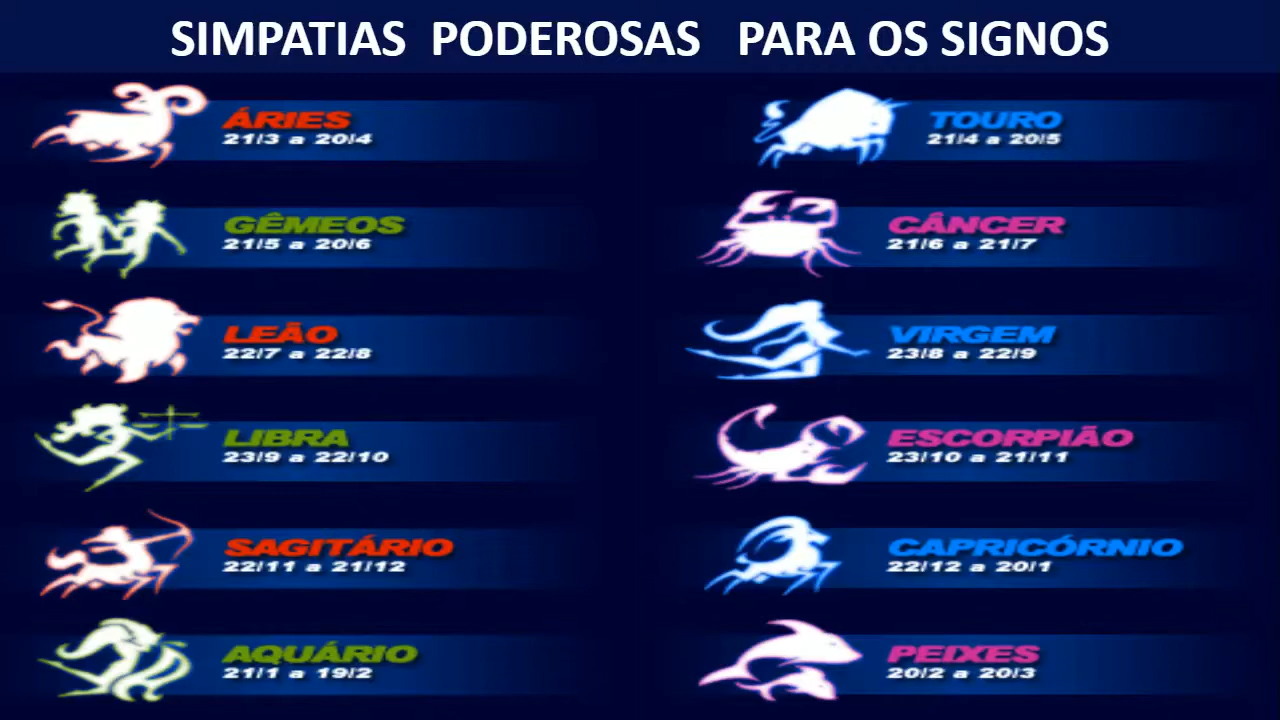 SIMPATIAS PODEROSAS PARA OS SIGNOS
ÁRIES
21/3 a 20/4
TOURO
21/4 a 20/5
GÊMEOS
21/5 a 20/6
CÂNCER
21/6 a 21/7
LEÃO
22/7 a 22/8
VIRGEM
23/8 a 22/9
LIBRA
23/9 a 22/10
ESCORPIÃO
23/10 a 21/11
SAGITÁRIO
22/11 a 21/12
CAPRICÓRNIO
22/12 a 20/1
AQUÁRIO
21/1 a 19/2
PEIXES
20/2 a 20/3